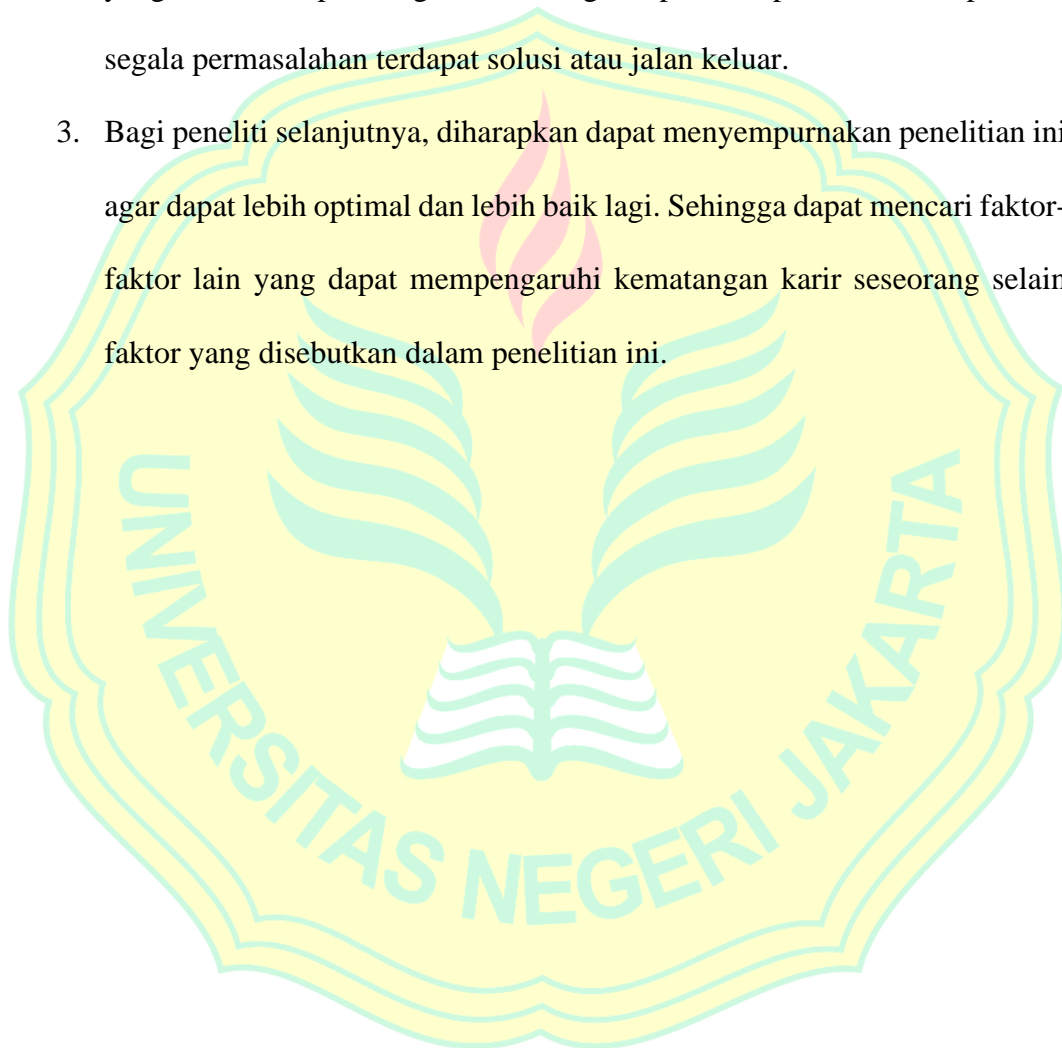 segala permasalahan terdapat solusi atau jalan keluar.
3. Bagi peneliti selanjutnya, diharapkan dapat menyempurnakan penelitian ini
agar dapat lebih optimal dan lebih baik lagi. Sehingga dapat mencari faktor-
faktor lain yang dapat mempengaruhi kematangan karir seseorang selain
faktor yang disebutkan dalam penelitian ini.
UNIVERSITAS NEGERI JAKARTA